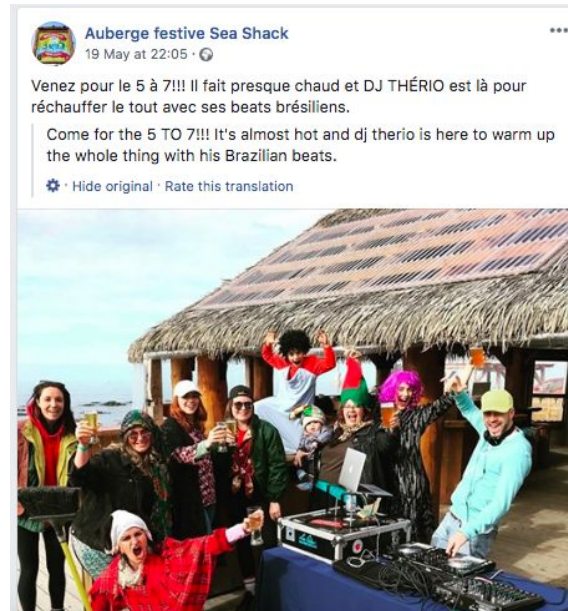 Auberge festive Sea Shack
19 May at 22:05 ·
Venez pour le 5 à 7!!! Il fait presque chaud et DJ THÉRIO est là pour
réchauffer le tout avec ses beats brésiliens.
Come for the 5 TO 7!!! It's almost hot and dj therio is here to warm up
the whole thing with his Brazilian beats.
· Hide original · Rate this translation